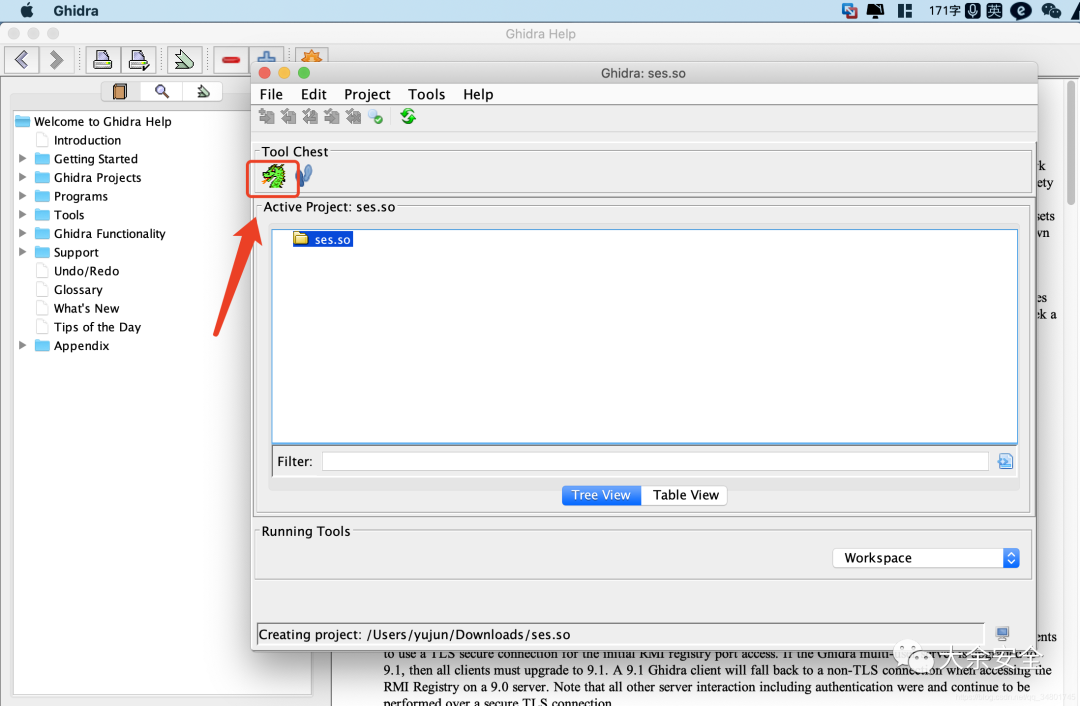 Ghidra
171字
英
Ghidra Help
Welcome to Ghidra Help
Introduction
Getting Started
Ghidra Projects
Programs
Tools
Ghidra Functionality
Support
Undo/Redo
Glossary
What's New
Tips of the Day
Appendix
Ghidra: ses.so
File Edit Project Tools Help
Tool Chest
Active Project: ses.so
ses.so
Filter:
Tree View Table View
Running Tools
Workspace
Creating project: /Users/yujun/Downloads/ses.so
大余安全
to use a TLS secure connection for the initial RMI registry port access. If the Ghidra multi-
9.1, then all clients must upgrade to 9.1. A 9.1 Ghidra client will fall back to a non-TLS connection when accessing the
RMI Registry on a 9.0 server. Note that all other server interaction including authentication were and continue to be
performed over a secure TLS connection.